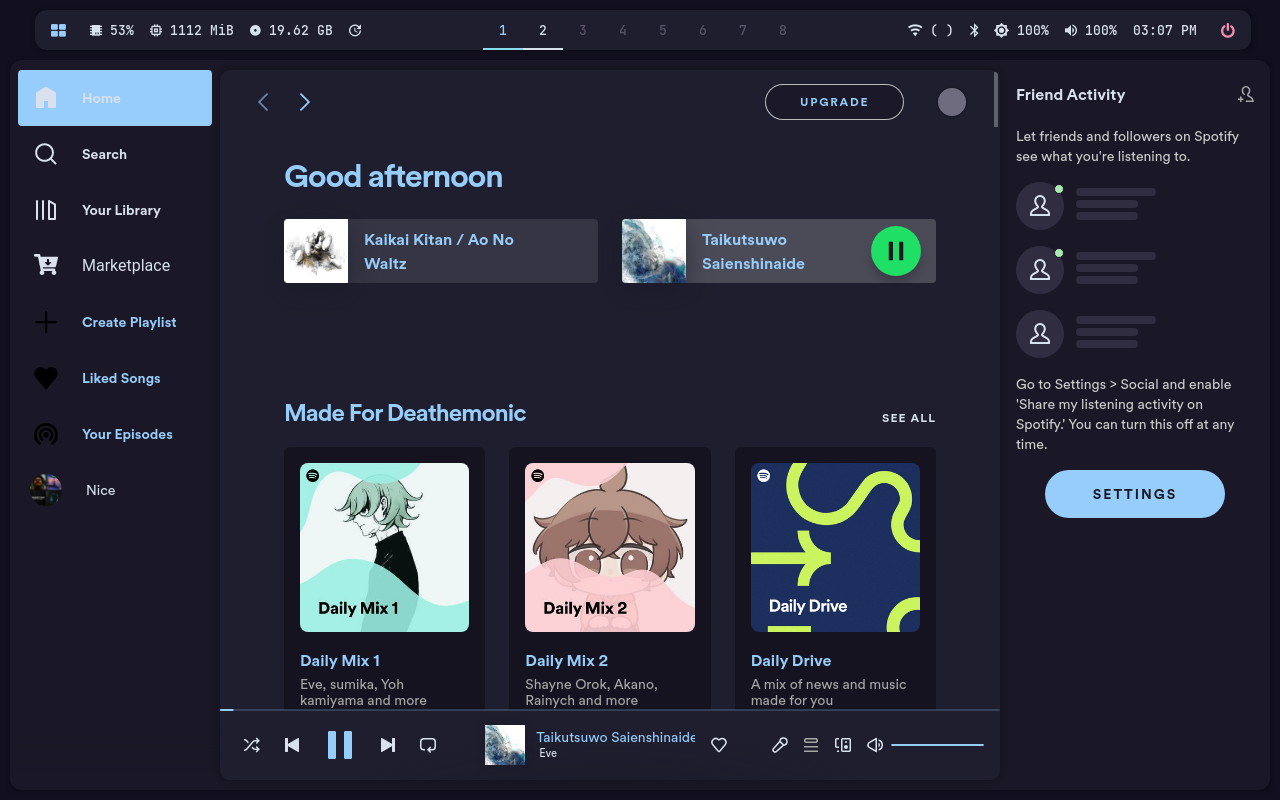 53% 1112 MiB 19.62 GB 1 2 3 4 5 6 7 8 ( ) 100% 100% 03:07 PM
Home
Search
Your Library
Marketplace
Create Playlist
Liked Songs
Your Episodes
Nice
UPGRADE
Good afternoon
Kaikai Kitan / Ao No
Waltz
Taikutsuwo
Saienshinaide
Made For Deathemonic
SEE ALL
Daily Mix 1
Daily Mix 1
Eve, sumika, Yoh
kamiyama and more
Daily Mix 2
Daily Mix 2
Shayne Orok, Akano,
Rainych and more
Daily Drive
Daily Drive
A mix of news and music
made for you
Friend Activity
Let friends and followers on Spotify
see what you're listening to.
Go to Settings > Social and enable
'Share my listening activity on
Spotify.' You can turn this off at any
time.
SETTINGS
Taikutsuwo Saienshinaide
Eve